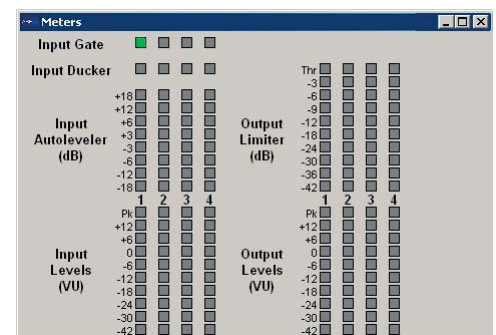 Meters
Input Gate
Input Ducker
Input
Autoleveler
(dB)
+18
+12
+6
+3
-3
-6
-12
-18
1 2 3 4
Input
Levels
(VU)
Pk
+12
+6
0
-6
-12
-18
-24
-30
-42
Output
Limiter
(dB)
Thr
-3
-6
-9
-12
-18
-24
-30
-36
-42
1 2 3 4
Output
Levels
(VU)
Pk
+12
+6
0
-6
-12
-18
-24
-30
-42